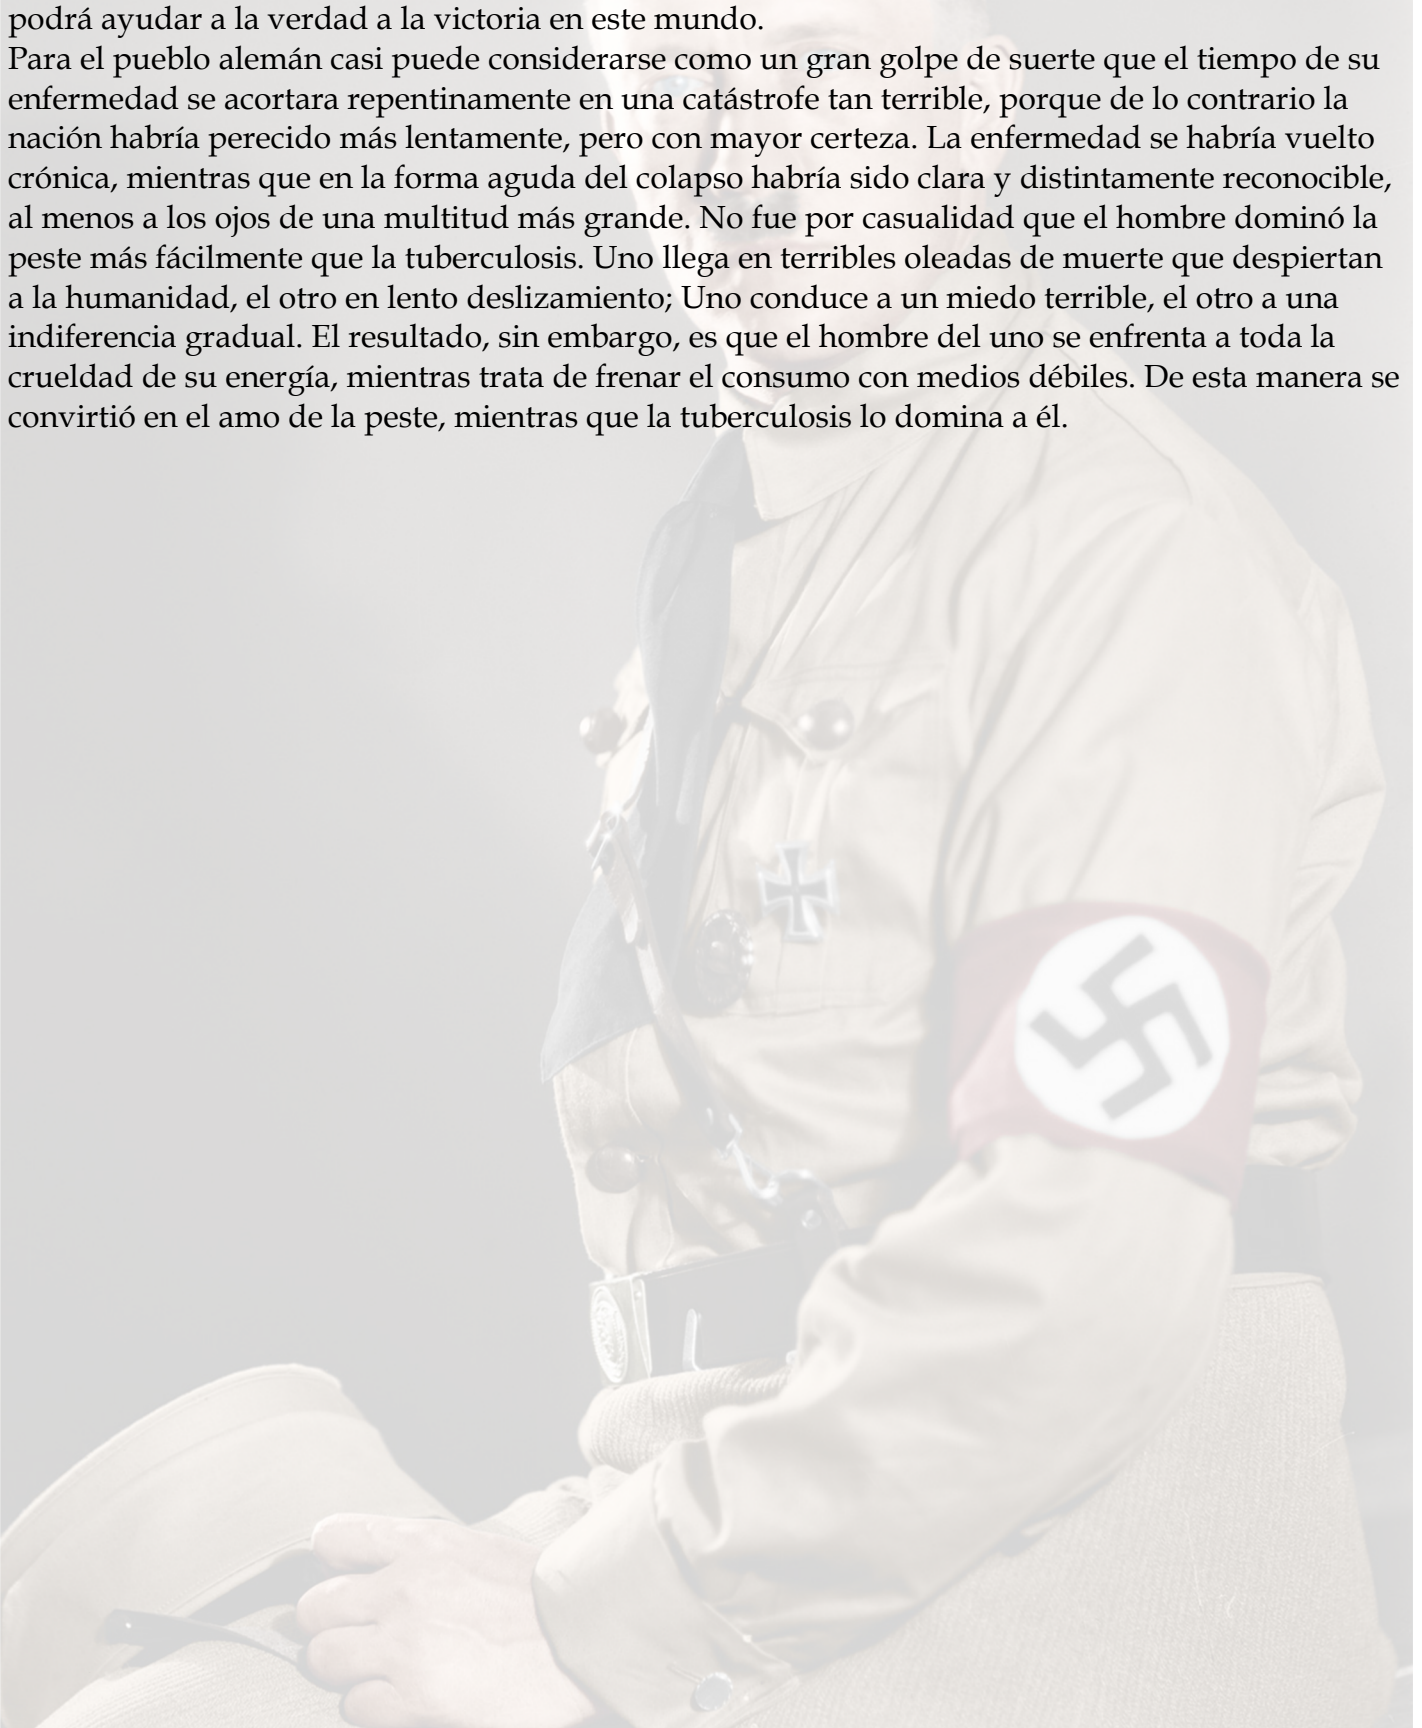 podrá ayudar a la verdad a la victoria en este mundo.
Para el pueblo alemán casi puede considerarse como un gran golpe de suerte que el tiempo de su
enfermedad se acortara repentinamente en una catástrofe tan terrible, porque de lo contrario la
nación habría perecido más lentamente, pero con mayor certeza. La enfermedad se habría vuelto
crónica, mientras que en la forma aguda del colapso habría sido clara y distintamente reconocible,
al menos a los ojos de una multitud más grande. No fue por casualidad que el hombre dominó la
peste más fácilmente que la tuberculosis. Uno llega en terribles oleadas de muerte que despiertan
a la humanidad, el otro en lento deslizamiento; Uno conduce a un miedo terrible, el otro a una
indiferencia gradual. El resultado, sin embargo, es que el hombre del uno se enfrenta a toda la
crueldad de su energía, mientras trata de frenar el consumo con medios débiles. De esta manera se
convirtió en el amo de la peste, mientras que la tuberculosis lo domina a él.